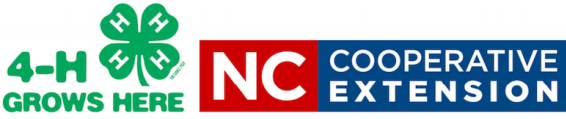 H H
H H
4-H
GROWS HERE
NC
COOPERATIVE
EXTENSION